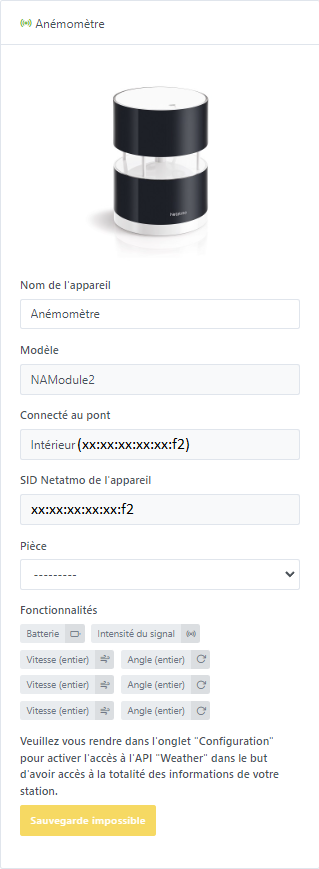 Anémomètre
NETATMO
Nom de l'appareil
Anémomètre
Modèle
NAModule2
Connecté au pont
Intérieur (xx:xx:xx:xx:xx:f2)
SID Netatmo de l'appareil
xx:xx:xx:xx:xx:f2
Pièce
---------
Fonctionnalités
Batterie Intensité du signal
Vitesse (entier) Angle (entier)
Vitesse (entier) Angle (entier)
Vitesse (entier) Angle (entier)
Veuillez vous rendre dans l'onglet "Configuration"
pour activer l'accès à l'API "Weather" dans le but
d'avoir accès à la totalité des informations de votre
station.
Sauvegarde impossible